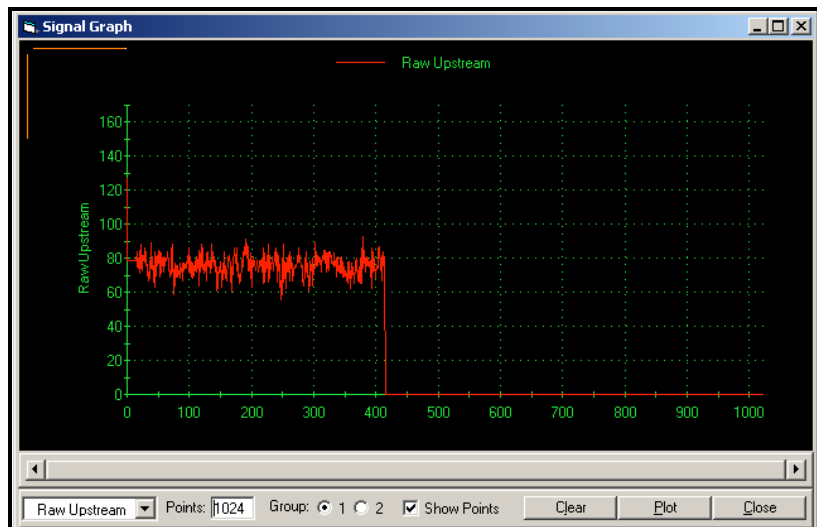 Signal Graph
Raw Upstream
160
140
120
100
80
60
40
20
0
Raw Upstream
0 100 200 300 400 500 600 700 800 900 1000
Raw Upstream Points: 1024 Group: 1 2 Show Points Clear Plot Close